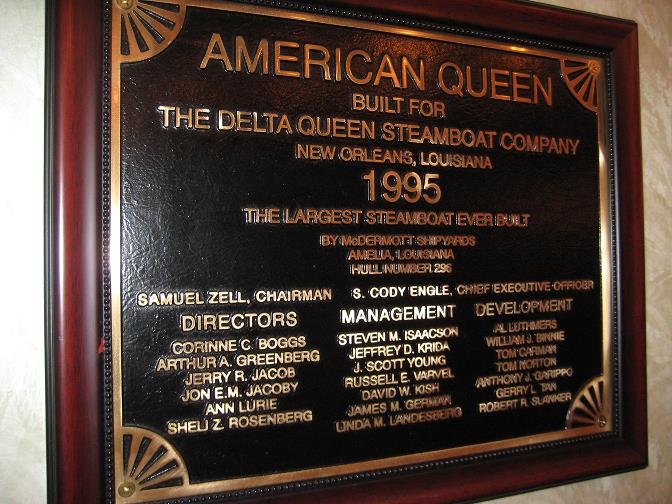 AMERICAN QUEEN
BUILT FOR
THE DELTA QUEEN STEAMBOAT COMPANY
NEW ORLEANS, LOUISIANA
1995
THE LARGEST STEAMBOAT EVER BUILT
BY McDERMOTT SHIPYARDS
AMELIA, LOUISIANA
HULL NUMBER 296
SAMUEL ZELL, CHAIRMAN S. CODY ENGLE, CHIEF EXECUTIVE OFFICER
DIRECTORS
CORINNE C. BOGGS
ARTHUR A. GREENBERG
JERRY R. JACOB
JON E.M. JACOBY
ANN LURIE
SHELI Z. ROSENBERG
MANAGEMENT
STEVEN M. ISAACSON
JEFFREY D. KRIDA
J. SCOTT YOUNG
RUSSELL E. VARVEL
DAVID W. KISH
JAMES M. GERMAN
LINDA M. LANDESBERG
DEVELOPMENT
AL LUTHMERS
WILLIAM J. BINNIE
TOM CARMAN
TOM NORTON
ANTHONY J. GARIPPO
GERRY L. TAN
ROBERT R. SLANKER